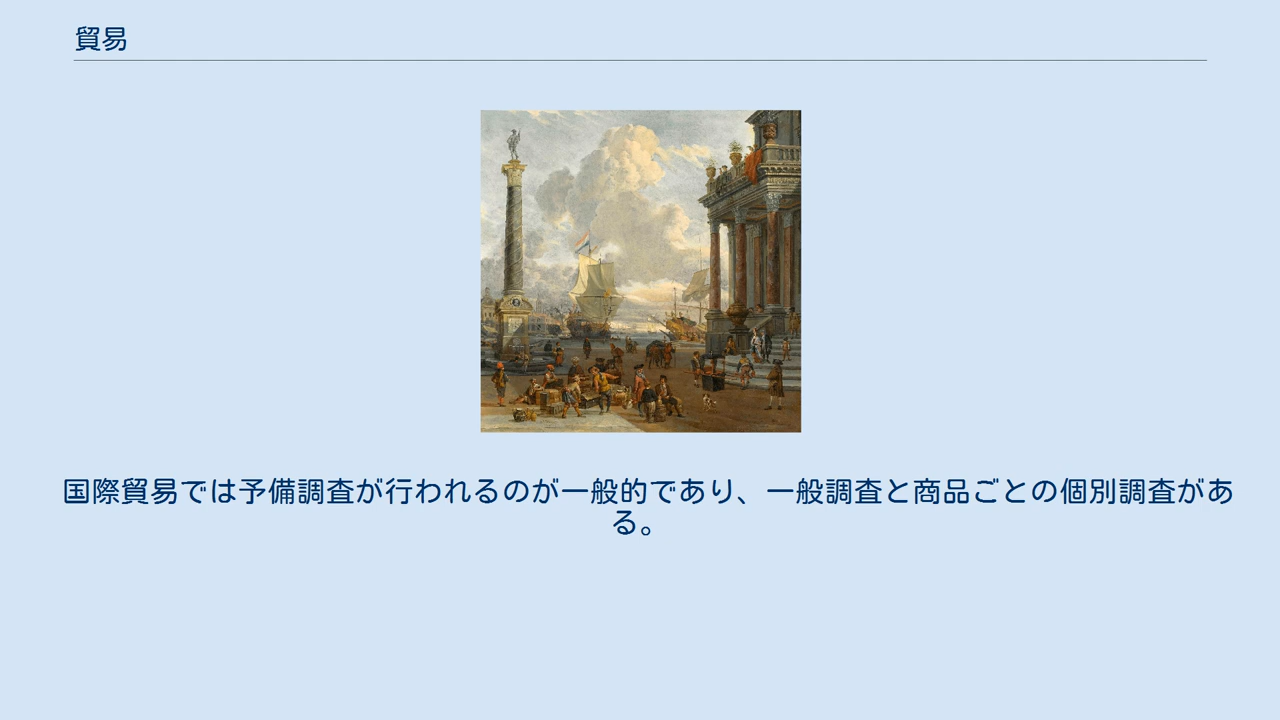 貿易
国際貿易では予備調査が行われるのが一般的であり、一般調査と商品ごとの個別調査があ
る。